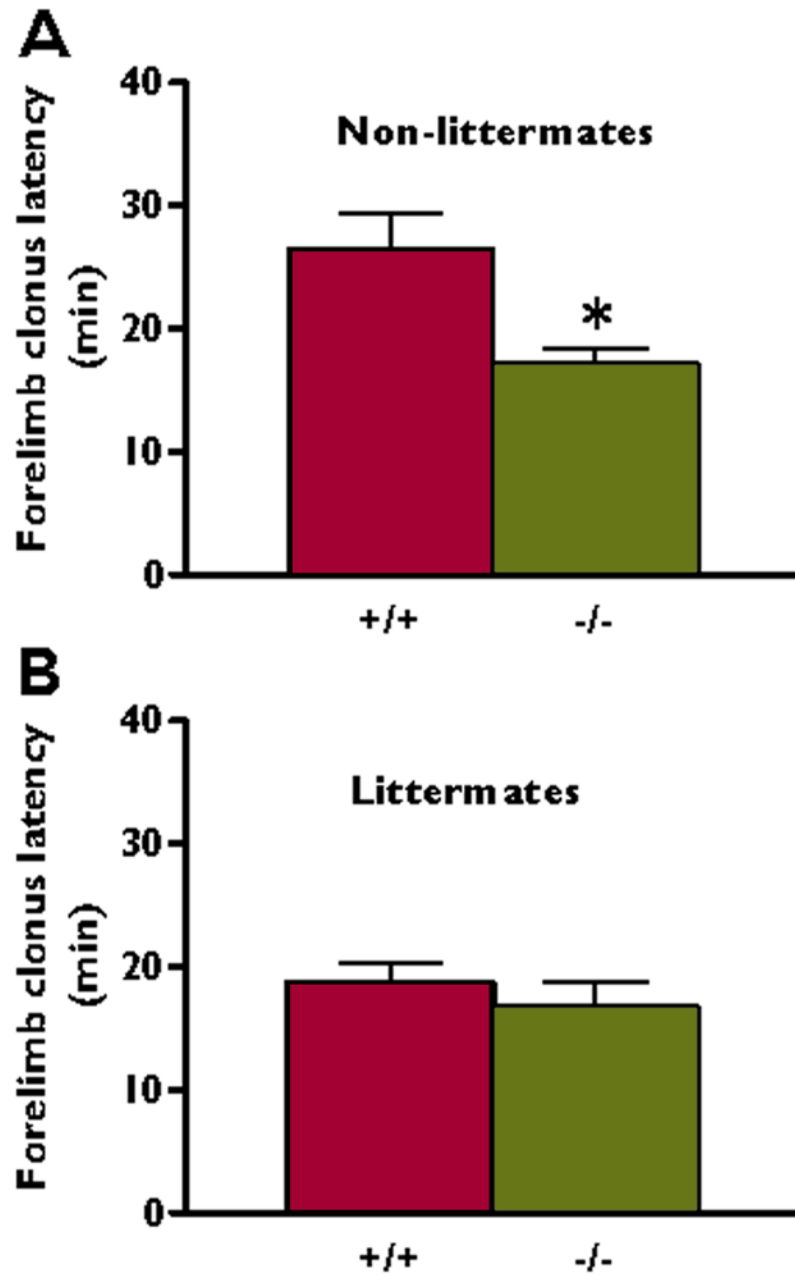 A
Forelimb clonus latency
(min)
40
30
20
10
0
Non-littermates
*
+/+
-/-
B
Forelimb clonus latency
(min)
40
30
20
10
0
Littermates
+/+
-/-